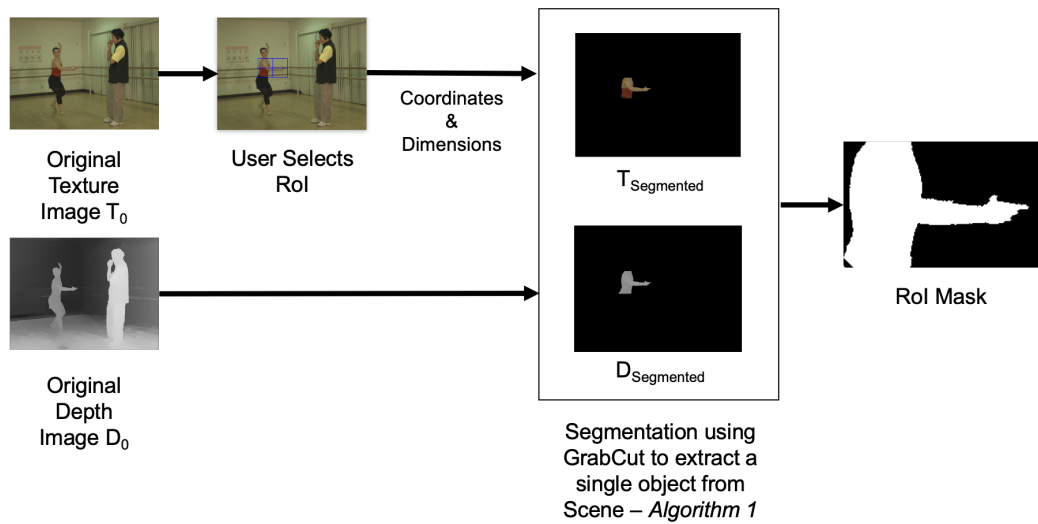 Original
Texture
Image T0
User Selects
RoI
Coordinates
&
Dimensions
TSegmented
DSegmented
RoI Mask
Original
Depth
Image D0
Segmentation using
GrabCut to extract a
single object from
Scene – Algorithm 1